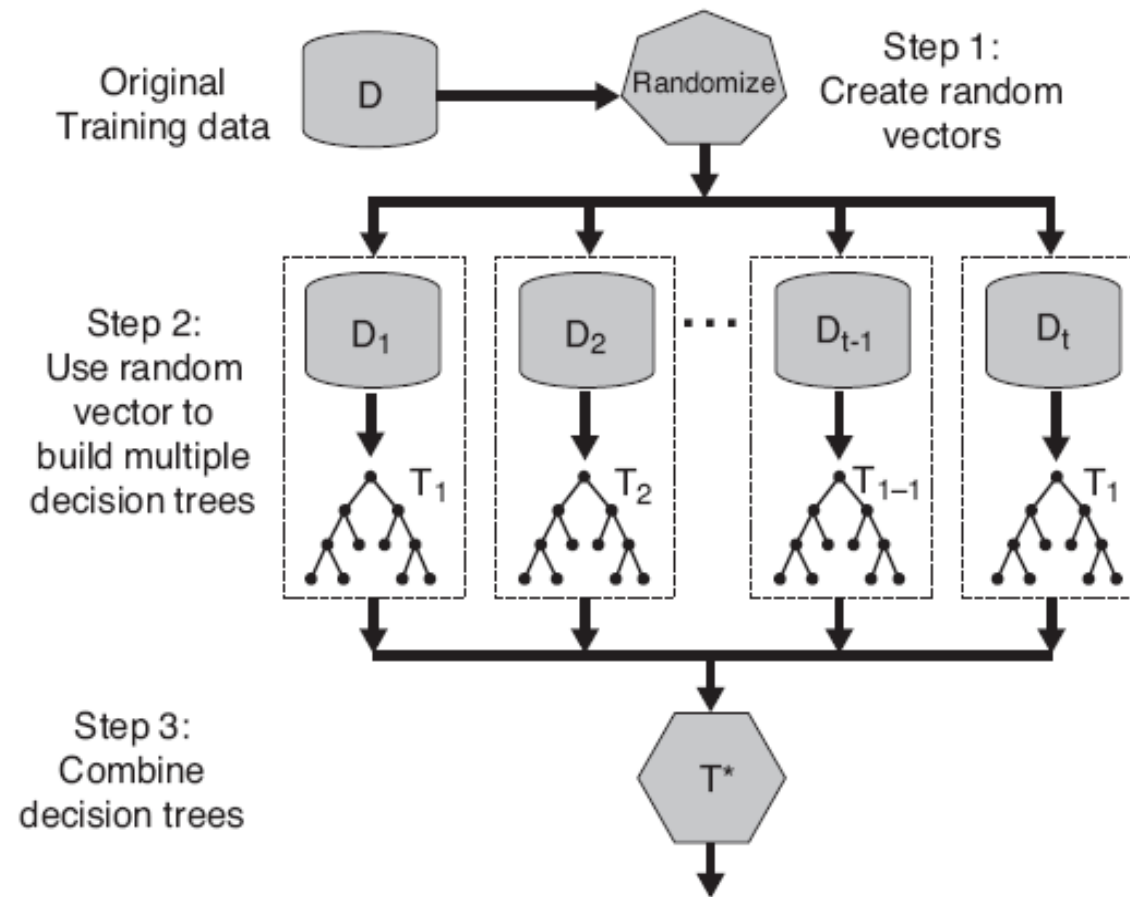 Original
Training data
D
Randomize
Step 1:
Create random
vectors
Step 2:
Use random
vector to
build multiple
decision trees
D₁
D₂
...
Dₜ₋₁
Dₜ
T₁
T₂
T₁₋₁
T₁
Step 3:
Combine
decision trees
T*